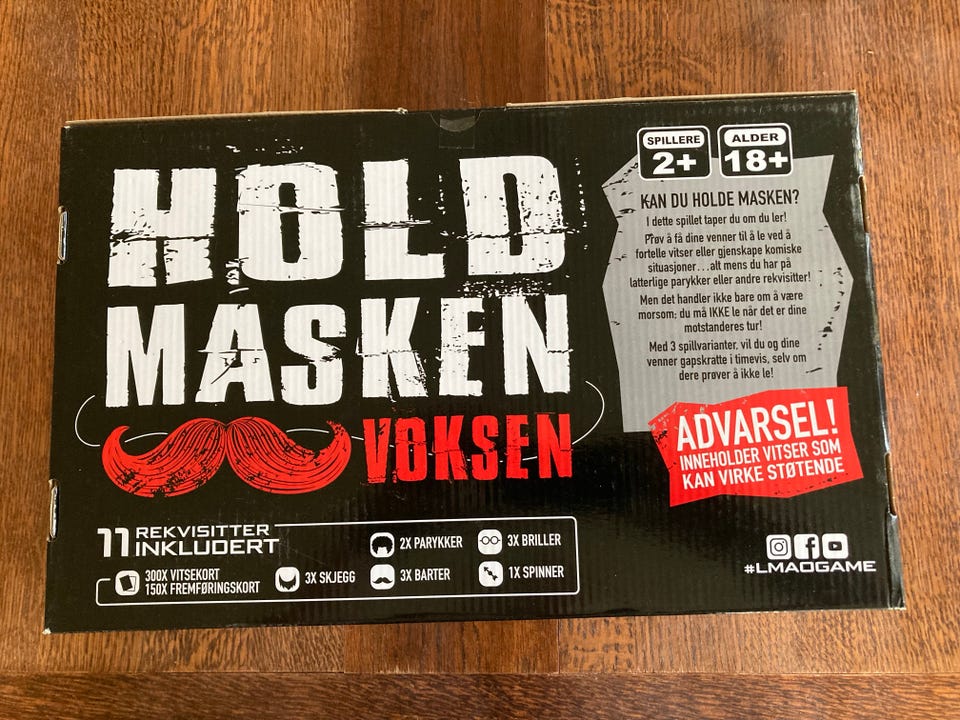 HOLD
MASKEN
VOKSEN
SPILLERE
2+
ALDER
18+
KAN DU HOLDE MASKEN?
I dette spillet taper du om du ler!
Prøv å få dine venner til å le ved å
fortelle vitser eller gjenskape komiske
situasjoner...alt mens du har på
latterlige parykker eller andre rekvisitter!
Men det handler ikke bare om å være
morsom; du må IKKE le når det er dine
motstanderes tur!
Med 3 spillvarianter, vil du og dine
venner gapskratte i timevis, selv om
dere prøver å ikke le!
ADVARSEL!
INNEHOLDER VITSER SOM
KAN VIRKE STØTENDE
11 REKVISITTER
INKLUDERT
300X VITSEKORT
150X FREMFØRINGSKORT
3X SKJEGG
2X PARYKKER
3X BARTER
3X BRILLER
1X SPINNER
#LMAOGAME